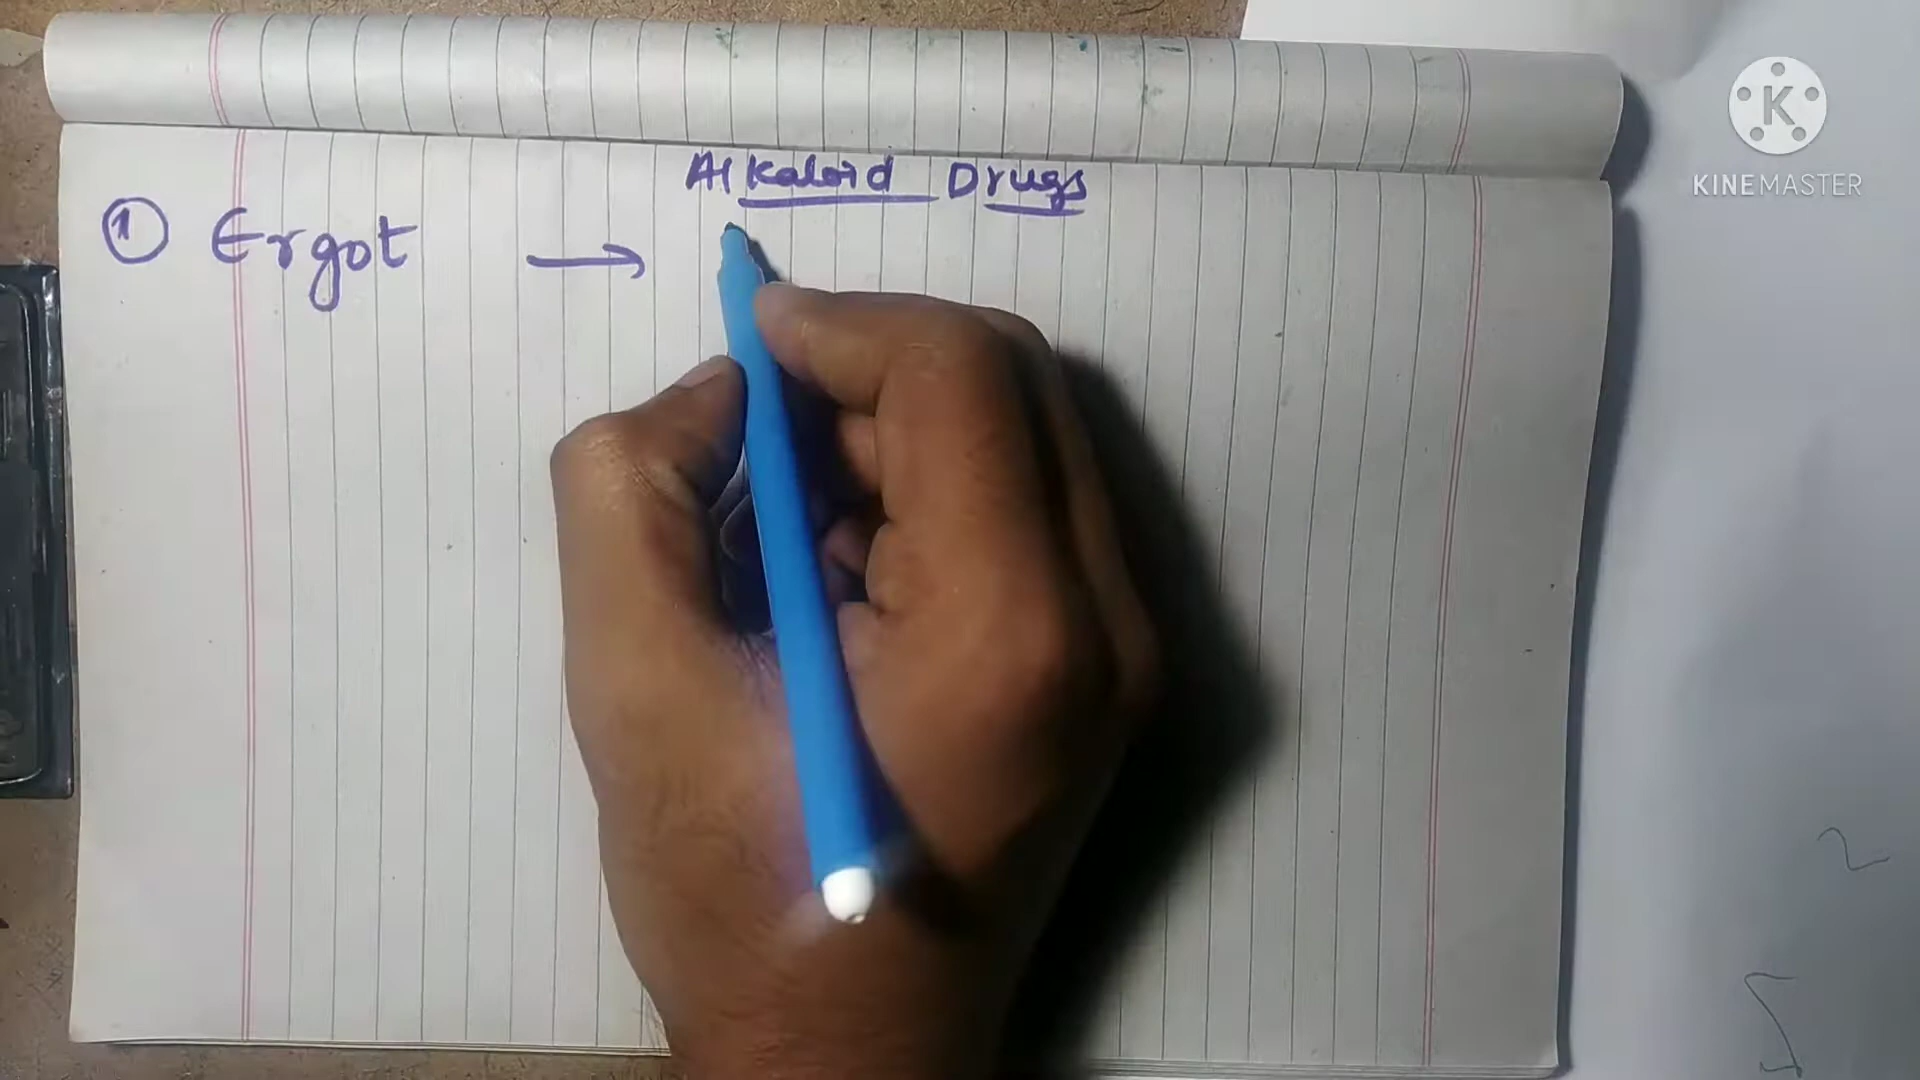 Alkaloid Drugs
① Ergot →
K
KINEMASTER